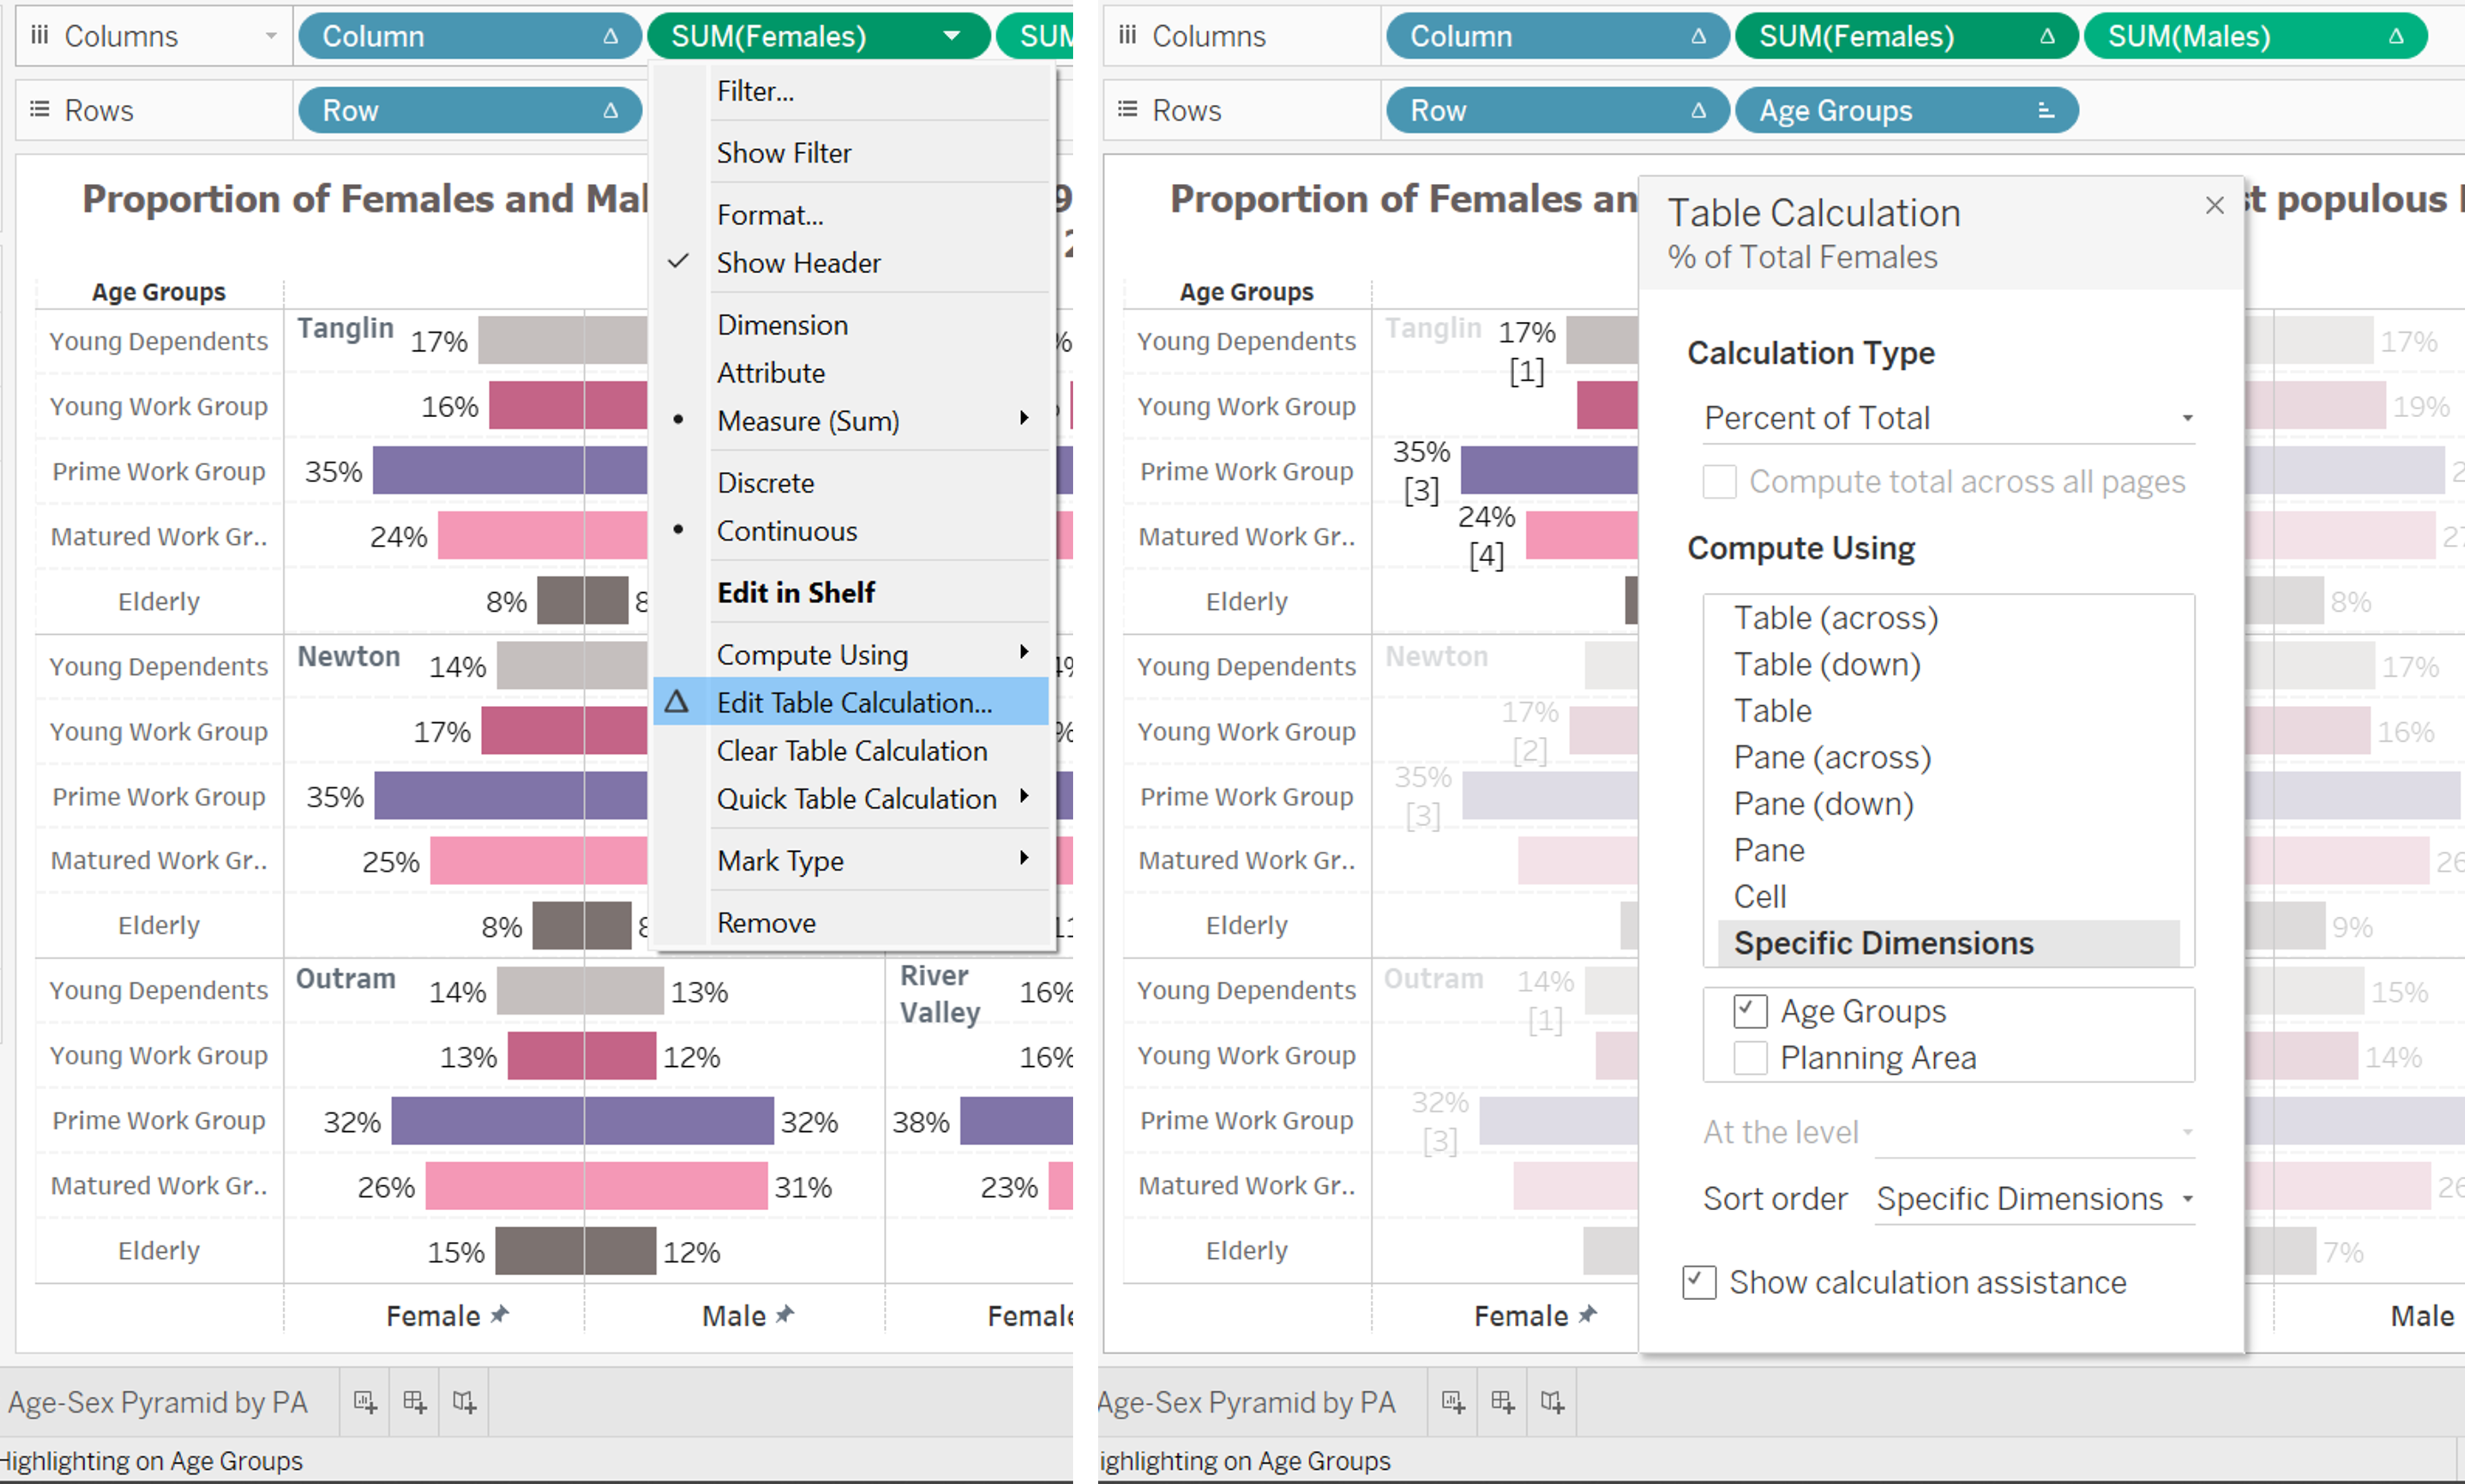 Columns
Column
SUM(Females)
SUM
Rows
Row
Filter...
Show Filter
Format...
Show Header
Dimension
Attribute
Measure (Sum)
Discrete
Continuous
Edit in Shelf
Compute Using
Edit Table Calculation...
Clear Table Calculation
Quick Table Calculation
Mark Type
Remove
Proportion of Females and Mal
Age Groups
Young Dependents
Tanglin
17%
Young Work Group
16%
Prime Work Group
35%
Matured Work Gr..
24%
Elderly
8%
8
Young Dependents
Newton
14%
Young Work Group
17%
Prime Work Group
35%
Matured Work Gr..
25%
Elderly
8%
8
Young Dependents
Outram
14%
13%
River
Valley
16%
Young Work Group
13%
12%
16%
Prime Work Group
32%
32%
38%
Matured Work Gr..
26%
31%
23%
Elderly
15%
12%
Female
Male
Female
Age-Sex Pyramid by PA
Highlighting on Age Groups
Columns
Column
SUM(Females)
SUM(Males)
Rows
Row
Age Groups
Proportion of Females an
st populous
Age Groups
Young Dependents
Tanglin
17%
[1]
17%
Young Work Group
19%
Prime Work Group
35%
[3]
2
Matured Work Gr..
24%
[4]
27
Elderly
8%
Young Dependents
Newton
17%
Young Work Group
17%
[2]
16%
Prime Work Group
35%
[3]
Matured Work Gr..
26
Elderly
9%
Young Dependents
Outram
14%
[1]
15%
Young Work Group
14%
Prime Work Group
32%
[3]
Matured Work Gr..
26
Elderly
7%
Female
Male
Table Calculation
% of Total Females
Calculation Type
Percent of Total
Compute total across all pages
Compute Using
Table (across)
Table (down)
Table
Pane (across)
Pane (down)
Pane
Cell
Specific Dimensions
Age Groups
Planning Area
At the level
Sort order
Specific Dimensions
Show calculation assistance
Age-Sex Pyramid by PA
ighlighting on Age Groups